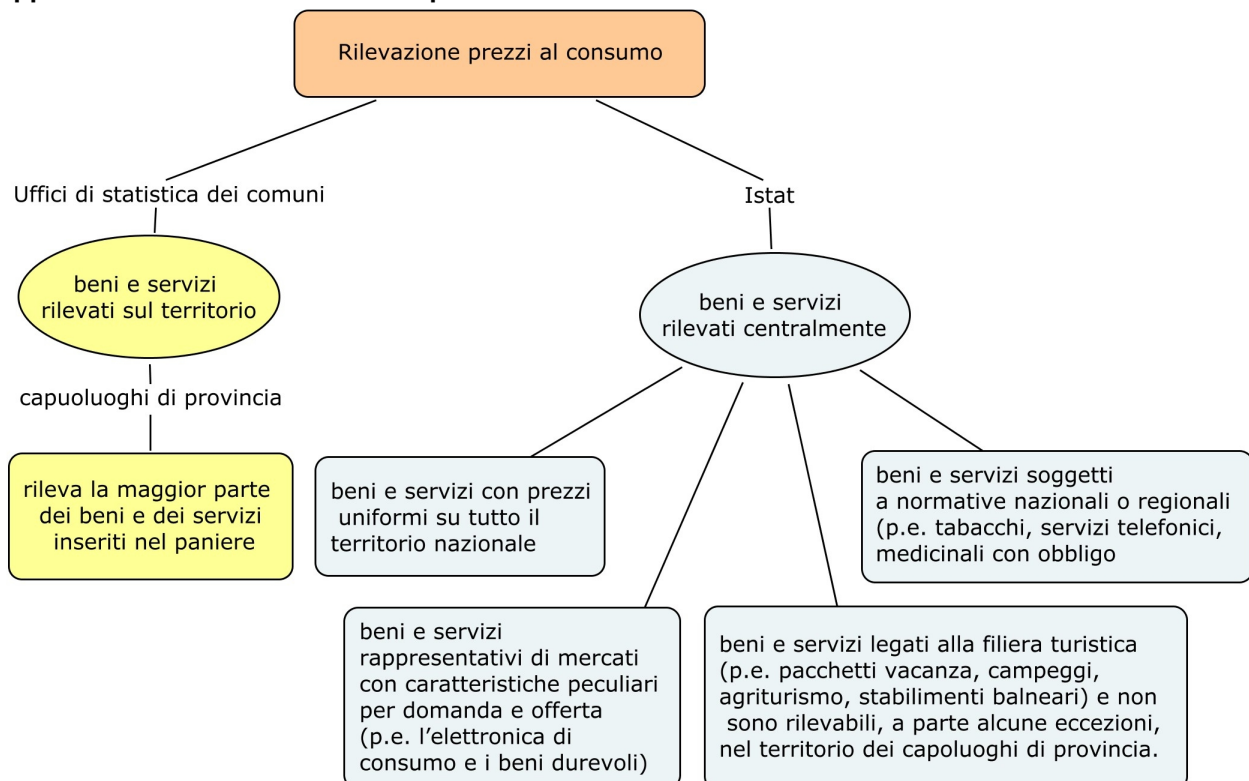 Rilevazione prezzi al consumo
Uffici di statistica dei comuni
Istat
beni e servizi
rilevati sul territorio
beni e servizi
rilevati centralmente
capuoluoghi di provincia
rileva la maggior parte
dei beni e dei servizi
inseriti nel paniere
beni e servizi con prezzi
uniformi su tutto il
territorio nazionale
beni e servizi soggetti
a normative nazionali o regionali
(p.e. tabacchi, servizi telefonici,
medicinali con obbligo
beni e servizi
rappresentativi di mercati
con caratteristiche peculiari
per domanda e offerta
(p.e. l'elettronica di
consumo e i beni durevoli)
beni e servizi legati alla filiera turistica
(p.e. pacchetti vacanza, campeggi,
agriturismo, stabilimenti balneari) e non
sono rilevabili, a parte alcune eccezioni,
nel territorio dei capoluoghi di provincia.